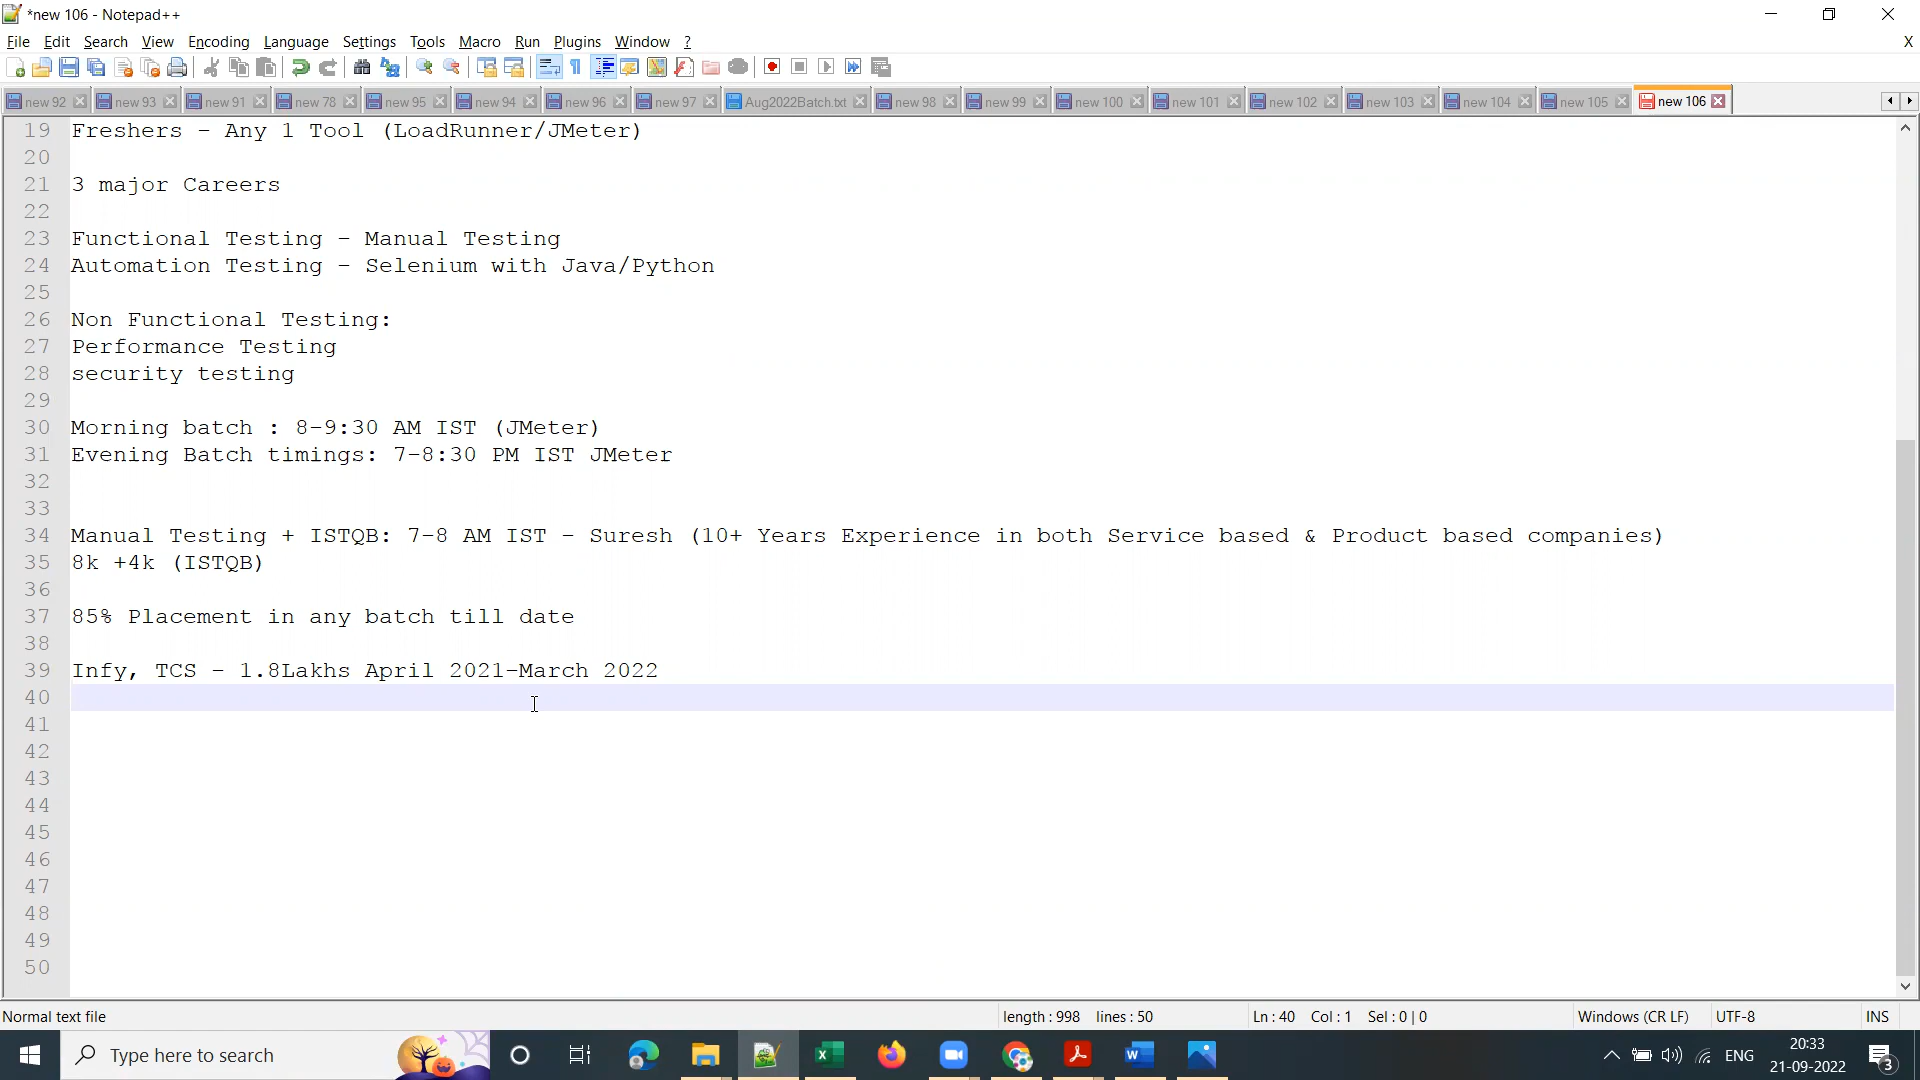 *new 106 - Notepad++
File Edit Search View Encoding Language Settings Tools Macro Run Plugins Window ? X
new 92 new 93 new 91 new 78 new 95 new 94 new 96 new 97 Aug2022Batch.txt new 98 new 99 new 100 new 101 new 102 new 103 new 104 new 105 new 106
19 Freshers - Any 1 Tool (LoadRunner/JMeter)
20
21 3 major Careers
22
23 Functional Testing - Manual Testing
24 Automation Testing - Selenium with Java/Python
25
26 Non Functional Testing:
27 Performance Testing
28 security testing
29
30 Morning batch : 8-9:30 AM IST (JMeter)
31 Evening Batch timings: 7-8:30 PM IST JMeter
32
33
34 Manual Testing + ISTQB: 7-8 AM IST - Suresh (10+ Years Experience in both Service based & Product based companies)
35 8k +4k (ISTQB)
36
37 85% Placement in any batch till date
38
39 Infy, TCS - 1.8Lakhs April 2021-March 2022
40
41
42
43
44
45
46
47
48
49
50
Normal text file length : 998 lines : 50 Ln : 40 Col : 1 Sel : 0 | 0 Windows (CR LF) UTF-8 INS
Type here to search ENG 20:33
21-09-2022 3